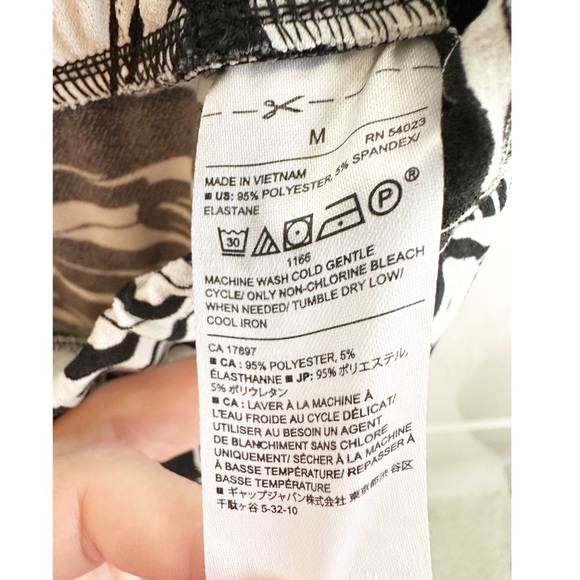 M
RN 54023
MADE IN VIETNAM
■ US: 95% POLYESTER, 5% SPANDEX/
ELASTANE
30 P ®
1166
MACHINE WASH COLD GENTLE
CYCLE/ ONLY NON-CHLORINE BLEACH
WHEN NEEDED/ TUMBLE DRY LOW/
COOL IRON
CA 17897
■ CA : 95% POLYESTER, 5%
ÉLASTHANNE ■ JP: 95% ポリエステル,
5% ポリウレタン
■ CA : LAVER À LA MACHINE À
L'EAU FROIDE AU CYCLE DÉLICAT/
UTILISER AU BESOIN UN AGENT
DE BLANCHIMENT SANS CHLORE
UNIQUEMENT/ SÉCHER À LA MACHINE
À BASSE TEMPÉRATURE/ REPASSER À
BASSE TEMPÉRATURE
■ ギャップジャパン株式会社 東京都渋谷区
千駄ヶ谷 5-32-10